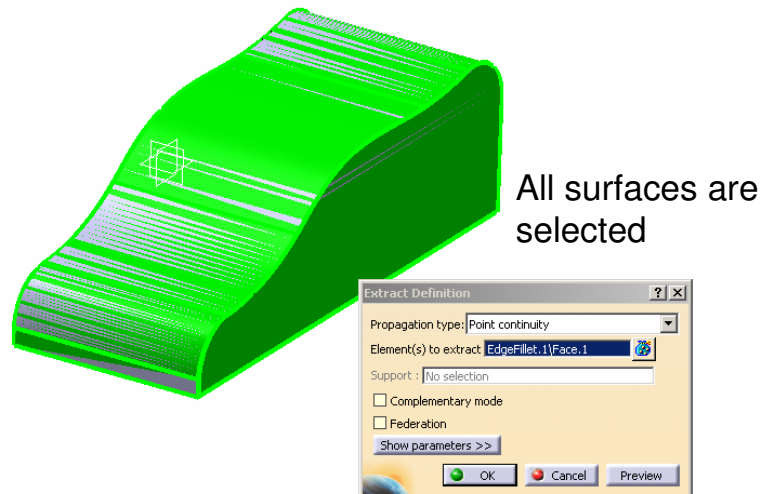 All surfaces are
selected
Extract Definition
Propagation type: Point continuity
Element(s) to extract EdgeFillet.1\Face.1
Support : No selection
Complementary mode
Federation
Show parameters >>
OK Cancel Preview